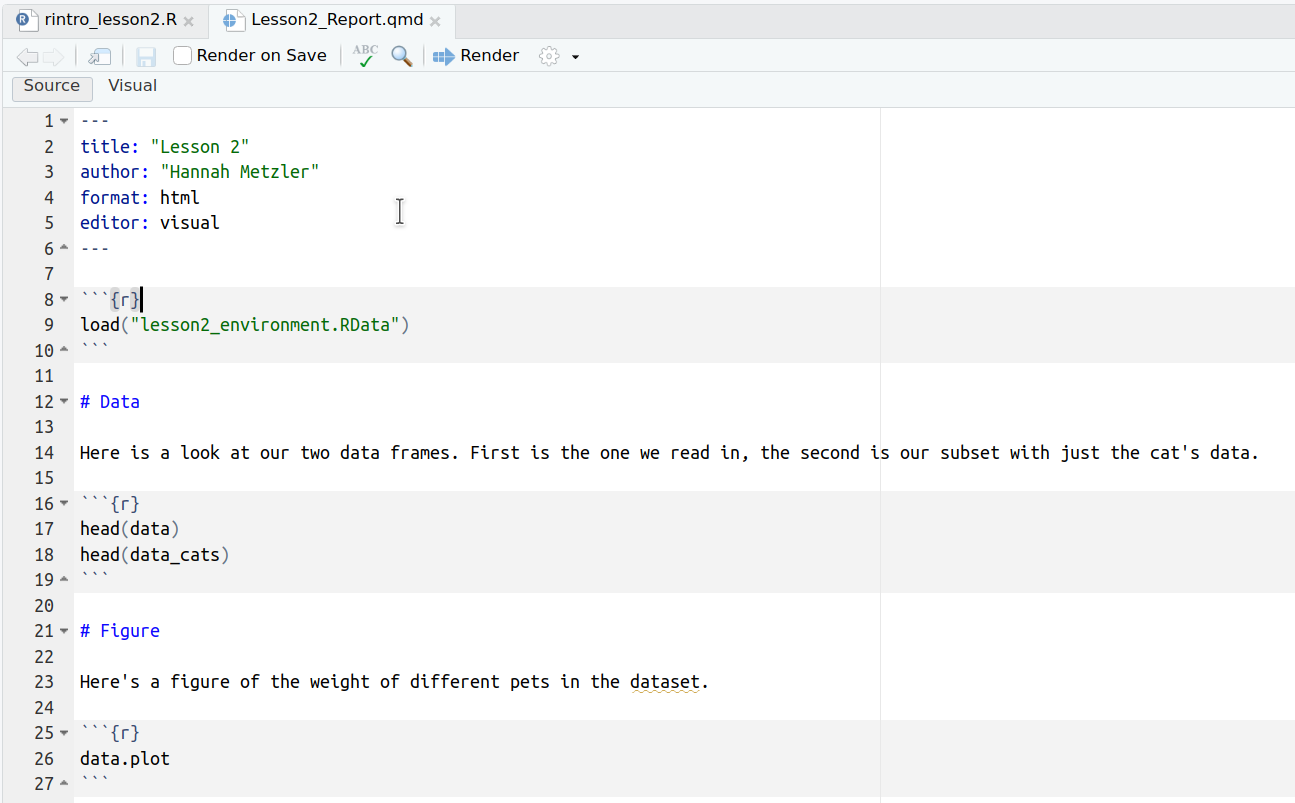 rintro_lesson2.R Lesson2_Report.qmd
Render on Save ABC Render
Source Visual
1 ---
2 title: "Lesson 2"
3 author: "Hannah Metzler"
4 format: html
5 editor: visual
6 ---
7
8 ```{r}
9 load("lesson2_environment.RData")
10 ```
11
12 # Data
13
14 Here is a look at our two data frames. First is the one we read in, the second is our subset with just the cat's data.
15
16 ```{r}
17 head(data)
18 head(data_cats)
19 ```
20
21 # Figure
22
23 Here's a figure of the weight of different pets in the dataset.
24
25 ```{r}
26 data.plot
27 ```